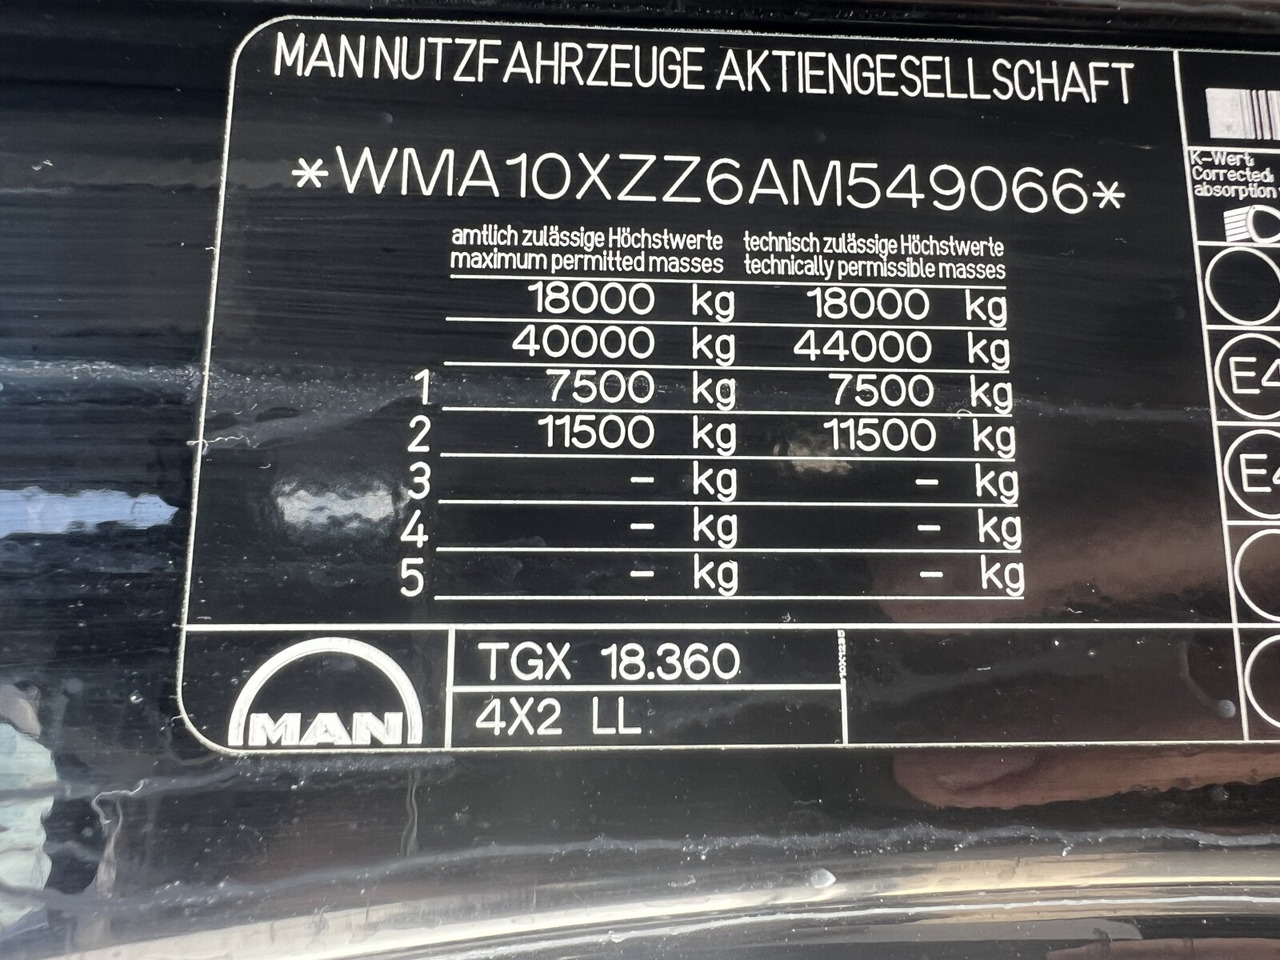 MAN NUTZFAHRZEUGE AKTIENGESELLSCHAFT
*WMA10XZZ6AM549066*
K-Wert:
Corrected
absorption
amtlich zulässige Höchstwerte technisch zulässige Höchstwerte
maximum permitted masses technically permissible masses
18000 kg 18000 kg
40000 kg 44000 kg
1 7500 kg 7500 kg
2 11500 kg 11500 kg
3 – kg – kg
4 – kg – kg
5 – kg – kg
E4
E4
MAN
TGX 18.360
4X2 LL